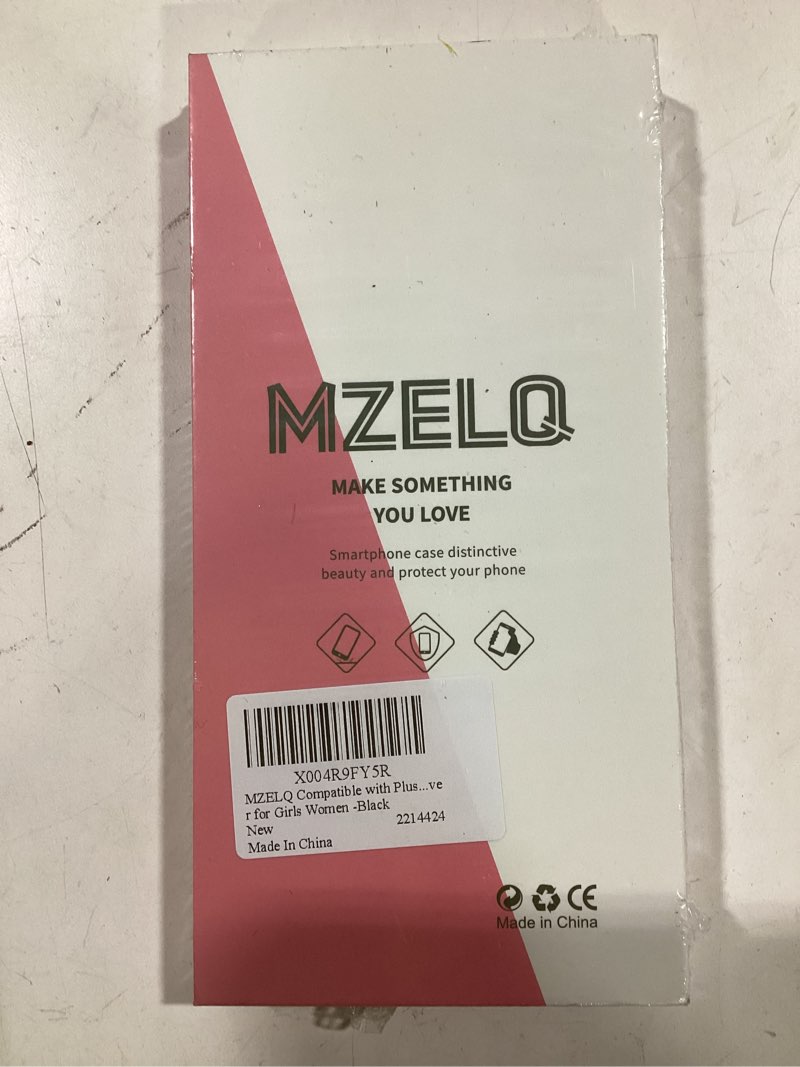 MZELQ
MAKE SOMETHING
YOU LOVE
Smartphone case distinctive
beauty and protect your phone
X004R9FY5R
MZELQ Compatible with Plus...ve
r for Girls Women -Black
New
2214424
Made In China
CE
Made in China